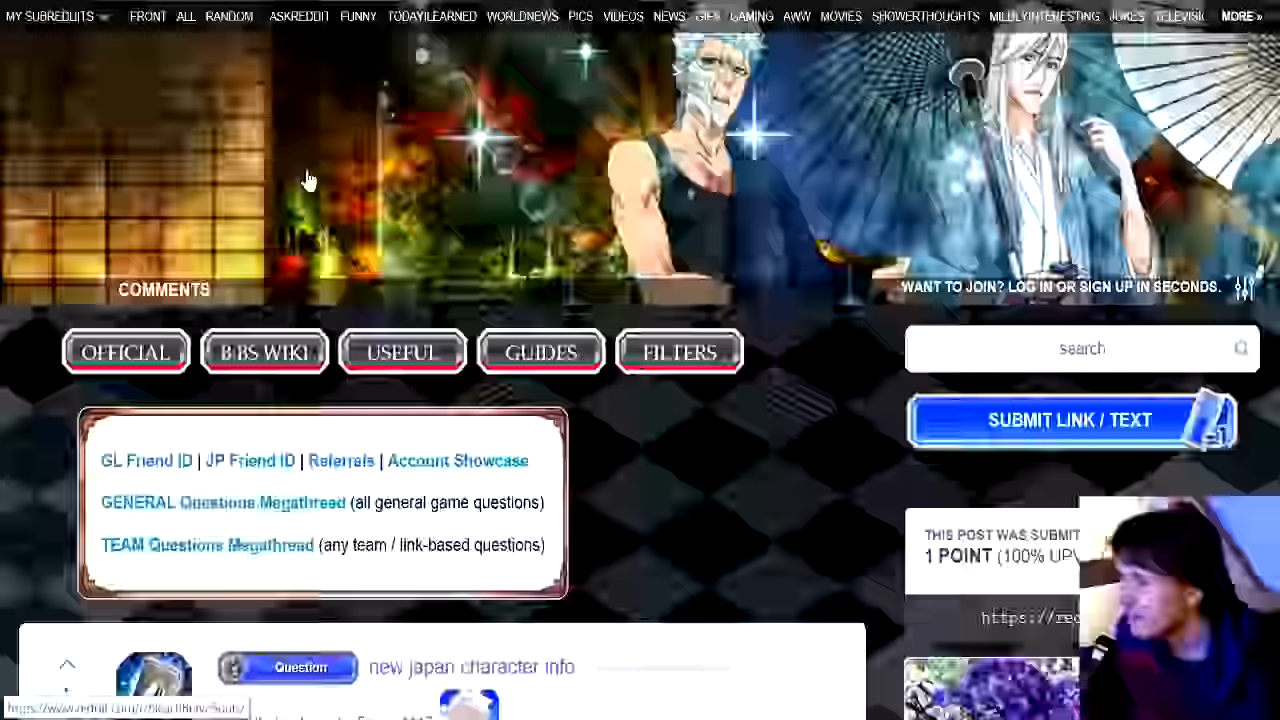 MY SUBREDDITS FRONT ALL RANDOM ASKREDDIT FUNNY TODAYILEARNED WORLDNEWS PICS VIDEOS NEWS GIFS GAMING AWW MOVIES SHOWERTHOUGHTS MILDLYINTERESTING JOKES TELEVISIO MORE »
COMMENTS
WANT TO JOIN? LOG IN OR SIGN UP IN SECONDS.
OFFICIAL
BBS WIKI
USEFUL
GUIDES
FILTERS
search
SUBMIT LINK / TEXT
GL Friend ID | JP Friend ID | Referrals | Account Showcase
GENERAL Questions Megathread (all general game questions)
TEAM Questions Megathread (any team / link-based questions)
THIS POST WAS SUBMIT
1 POINT (100% UPV
https://red
Question new japan character info